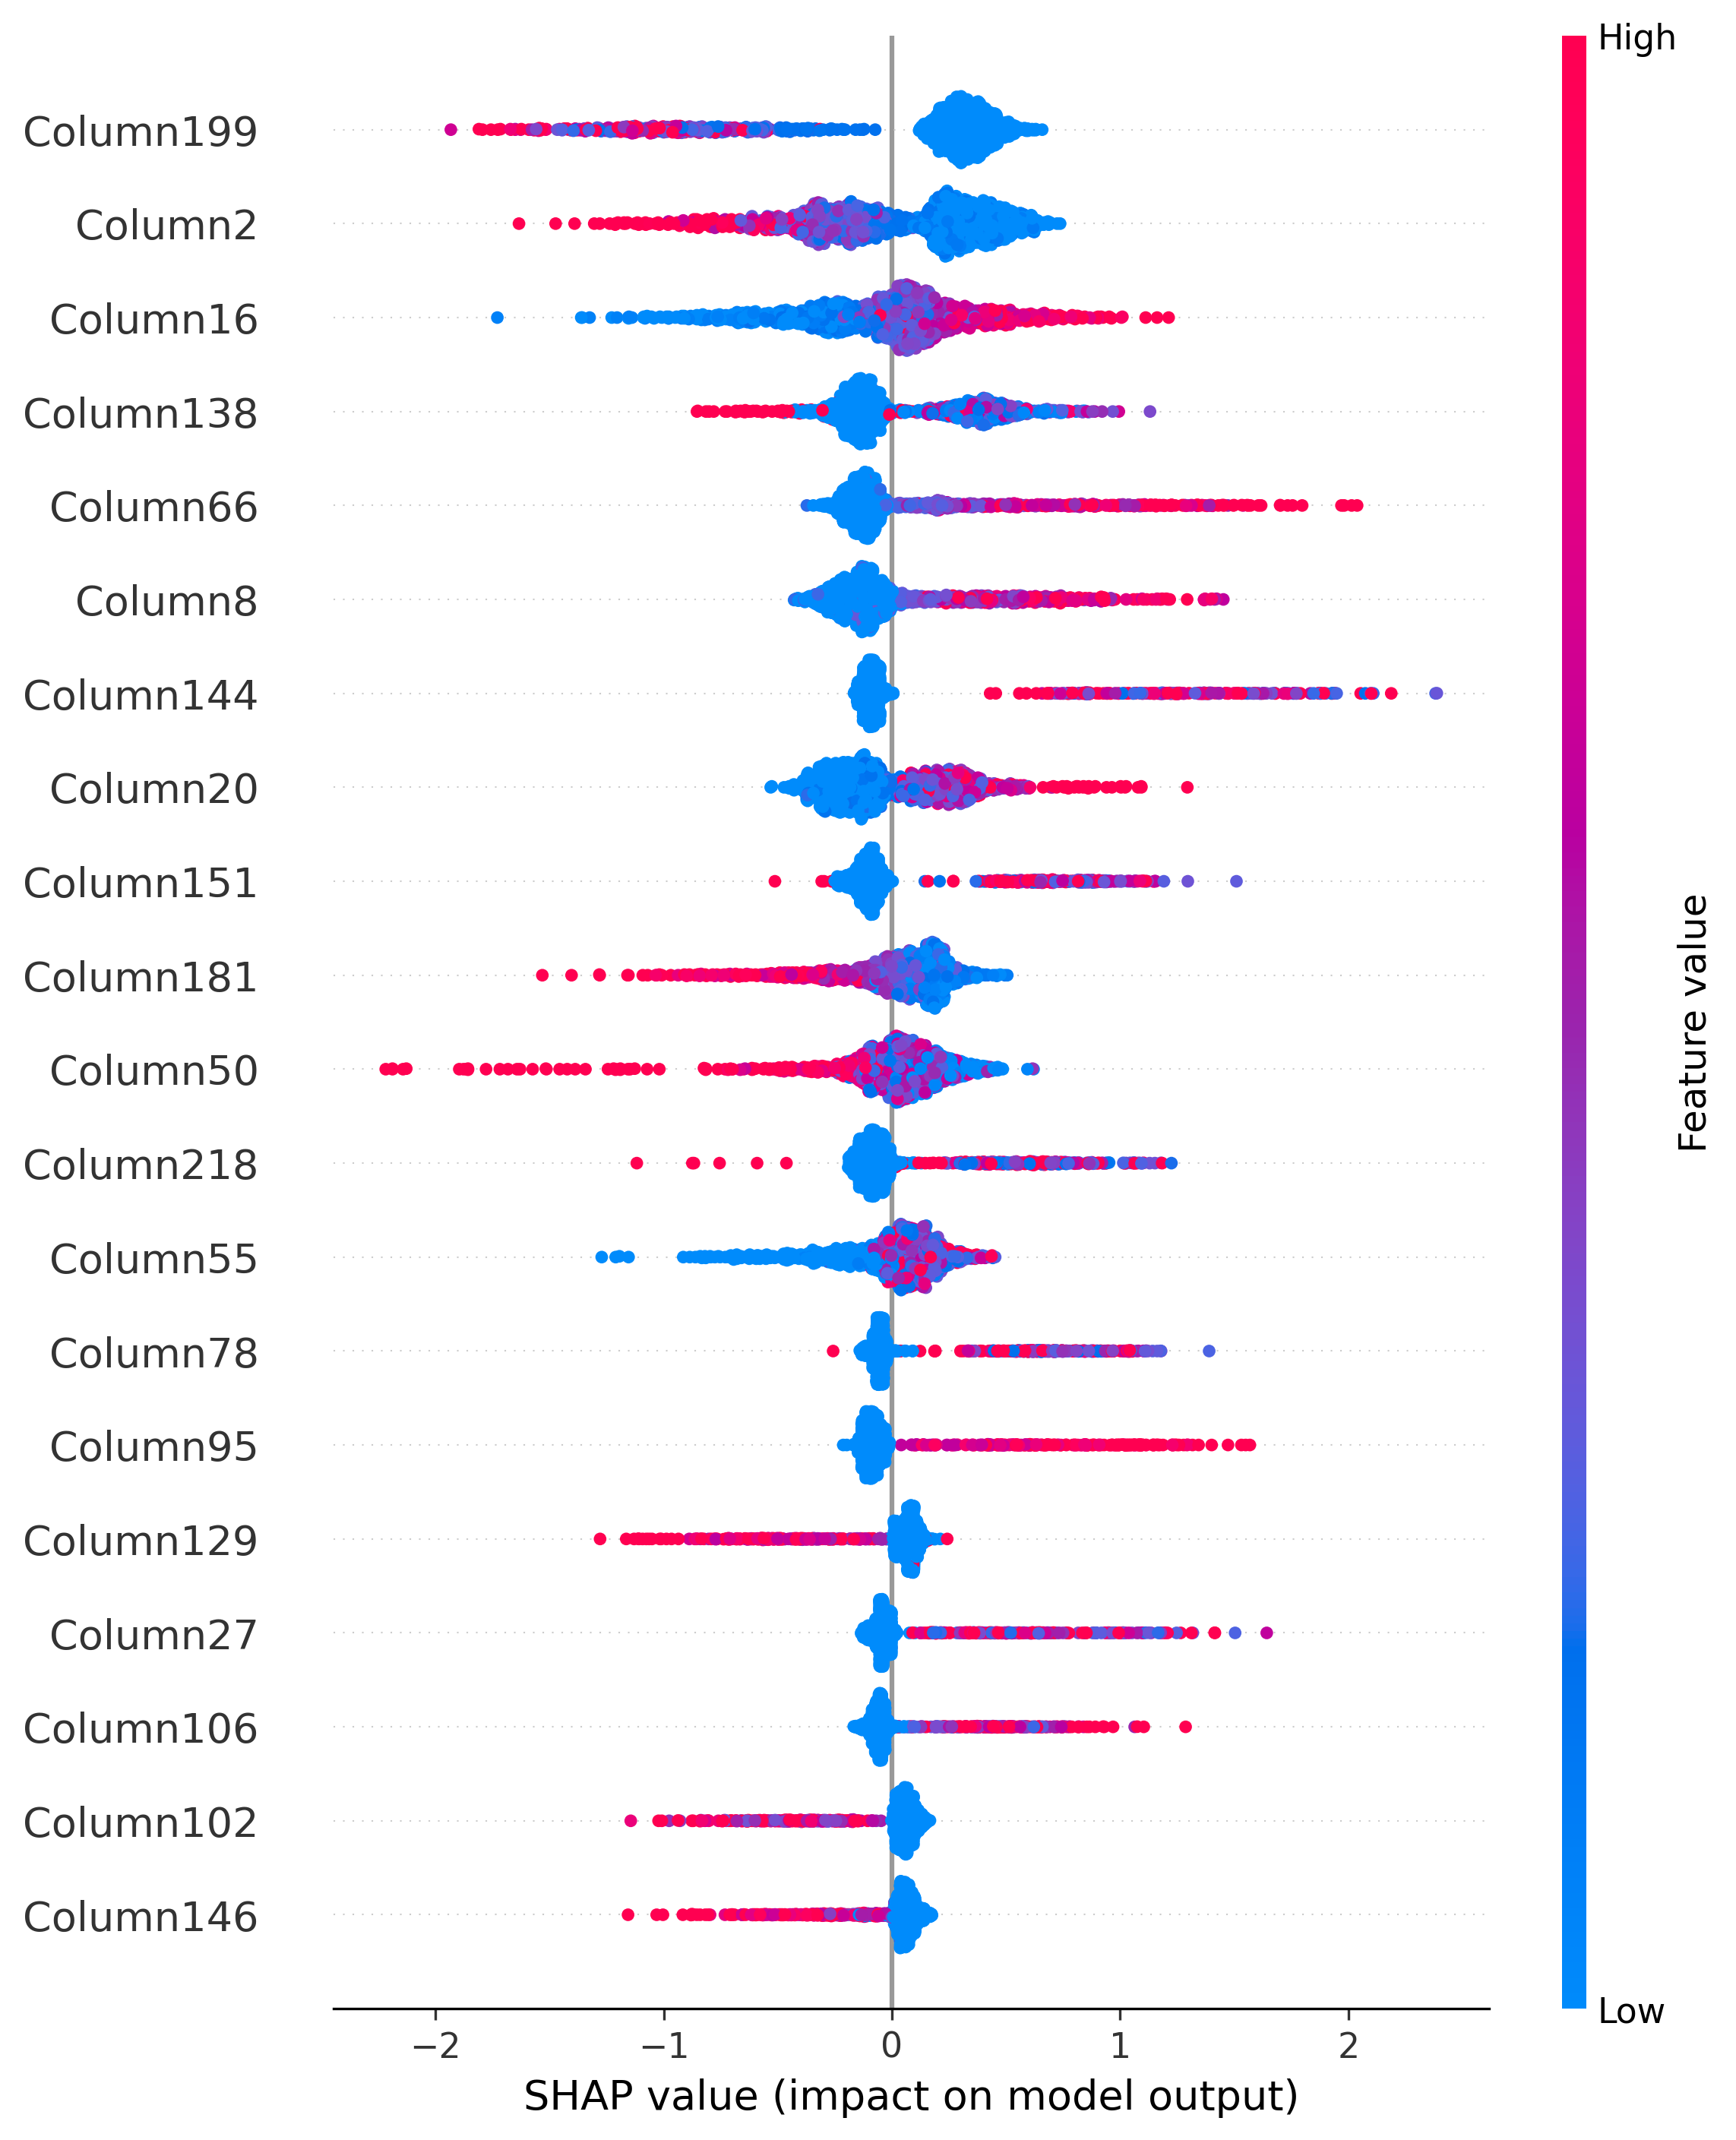 High
Column199
Column2
Column16
Column138
Column66
Column8
Column144
Column20
Column151
Column181
Column50
Column218
Column55
Column78
Column95
Column129
Column27
Column106
Column102
Column146
Feature value
Low
−2 −1 0 1 2
SHAP value (impact on model output)